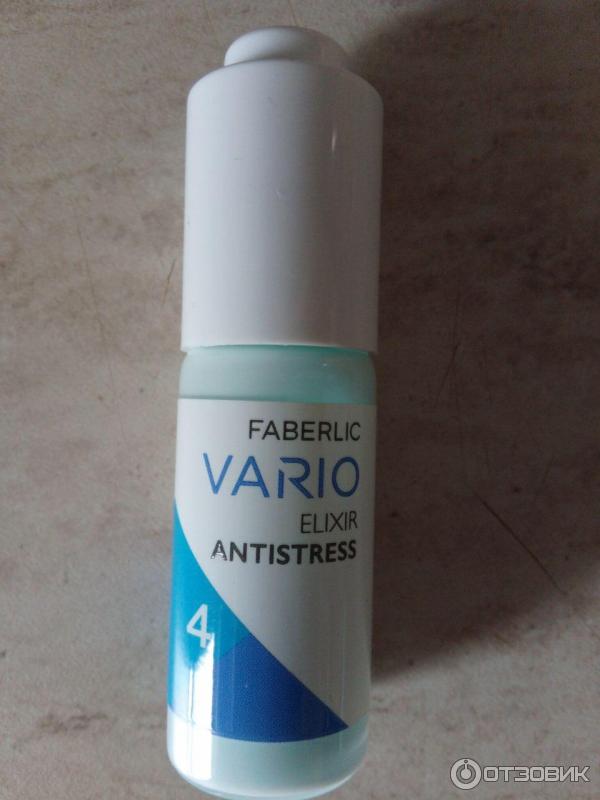 FABERLIC
VARIO
ELIXIR
ANTISTRESS
4
ОТЗОВИК